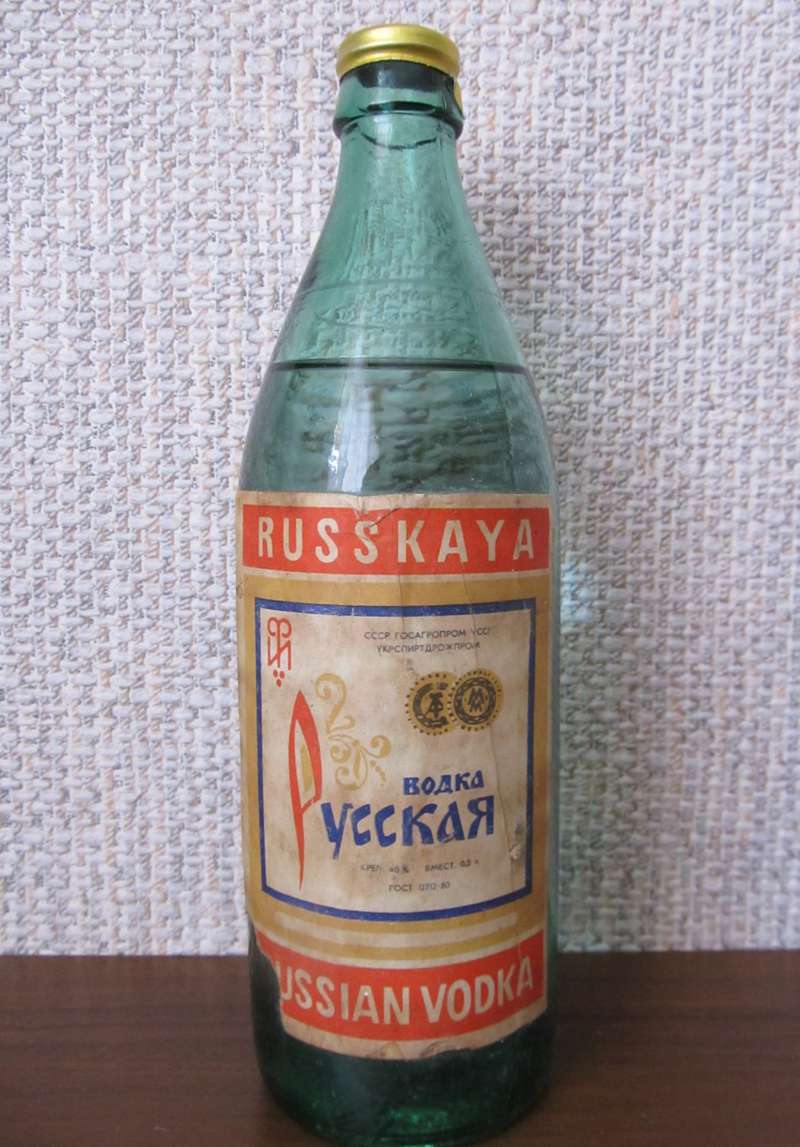 RUSSKAYA
СССР ГОСАГРОПРОМ УССР
УКРСПИРТДРОЖПРОМ
ВОДКА
РУССКАЯ
КРЕП. 40% ВМЕСТ. 0,5 л
ГОСТ 12712-80
USSIAN VODKA